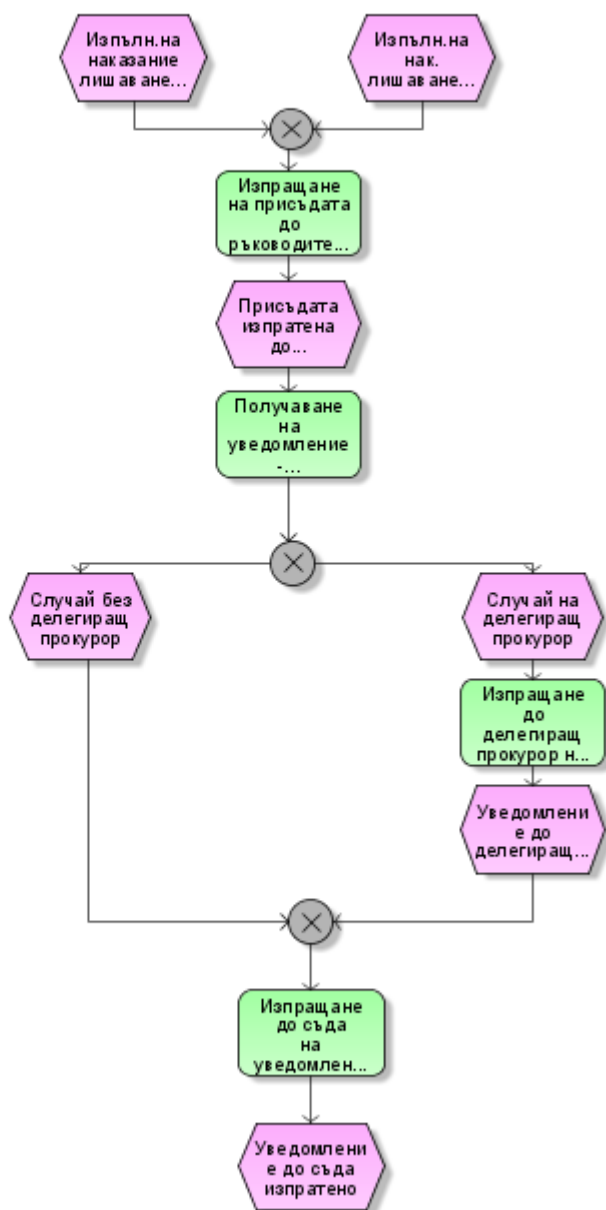 Изпълн.на
наказание
лишаване...
Изпълн.на
нак.
лишаване...
Изпращане
на присъдата
до
ръководите...
Присъдата
изпратена
до...
Получаване
на
уведомление
-...
Случай без
делегиращ
прокурор
Случай на
делегиращ
прокурор
Изпращане
до
делегиращ
прокурор н...
Уведомлени
е до
делегиращ...
Изпращане
до съда
на
уведомлен...
Уведомлени
е до съда
изпратено